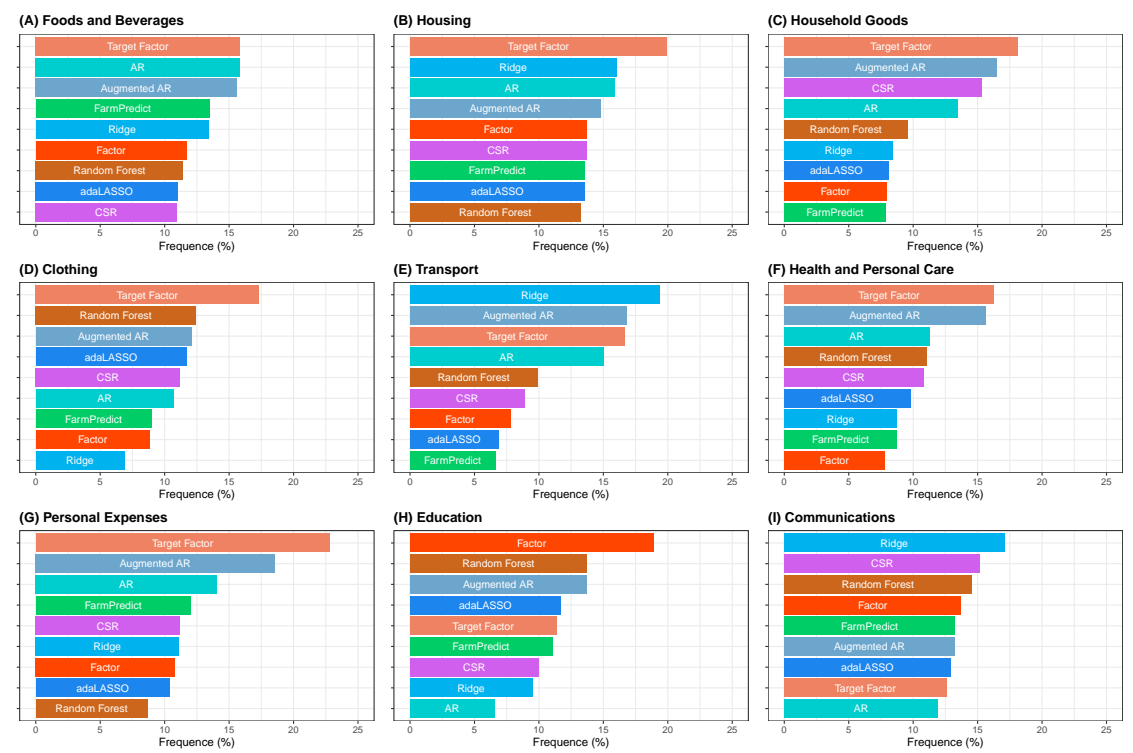 (A) Foods and Beverages
Target Factor
AR
Augmented AR
FarmPredict
Ridge
Factor
Random Forest
adaLASSO
CSR
0 5 10 15 20 25
Frequence (%)
(B) Housing
Target Factor
Ridge
AR
Augmented AR
Factor
CSR
FarmPredict
adaLASSO
Random Forest
0 5 10 15 20 25
Frequence (%)
(C) Household Goods
Target Factor
Augmented AR
CSR
AR
Random Forest
Ridge
adaLASSO
Factor
FarmPredict
0 5 10 15 20 25
Frequence (%)
(D) Clothing
Target Factor
Random Forest
Augmented AR
adaLASSO
CSR
AR
FarmPredict
Factor
Ridge
0 5 10 15 20 25
Frequence (%)
(E) Transport
Ridge
Augmented AR
Target Factor
AR
Random Forest
CSR
Factor
adaLASSO
FarmPredict
0 5 10 15 20 25
Frequence (%)
(F) Health and Personal Care
Target Factor
Augmented AR
AR
Random Forest
CSR
adaLASSO
Ridge
FarmPredict
Factor
0 5 10 15 20 25
Frequence (%)
(G) Personal Expenses
Target Factor
Augmented AR
AR
FarmPredict
CSR
Ridge
Factor
adaLASSO
Random Forest
0 5 10 15 20 25
Frequence (%)
(H) Education
Factor
Random Forest
Augmented AR
adaLASSO
Target Factor
FarmPredict
CSR
Ridge
AR
0 5 10 15 20 25
Frequence (%)
(I) Communications
Ridge
CSR
Random Forest
Factor
FarmPredict
Augmented AR
adaLASSO
Target Factor
AR
0 5 10 15 20 25
Frequence (%)